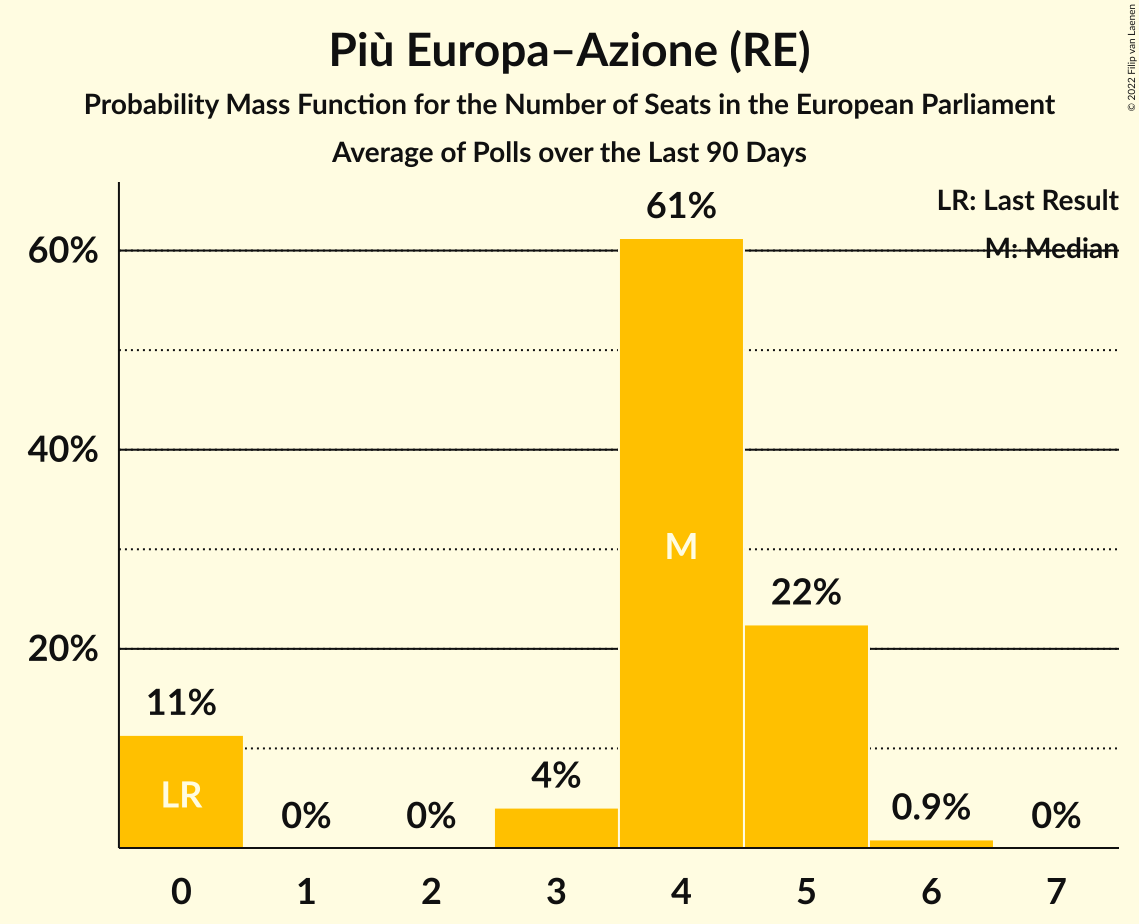 Più Europa–Azione (RE)
Probability Mass Function for the Number of Seats in the European Parliament
Average of Polls over the Last 90 Days
© 2022 Filip van Laenen
LR: Last Result
M: Median
60%
40%
20%
11%
0%
0%
4%
61%
22%
0.9%
0%
LR
M
0 1 2 3 4 5 6 7